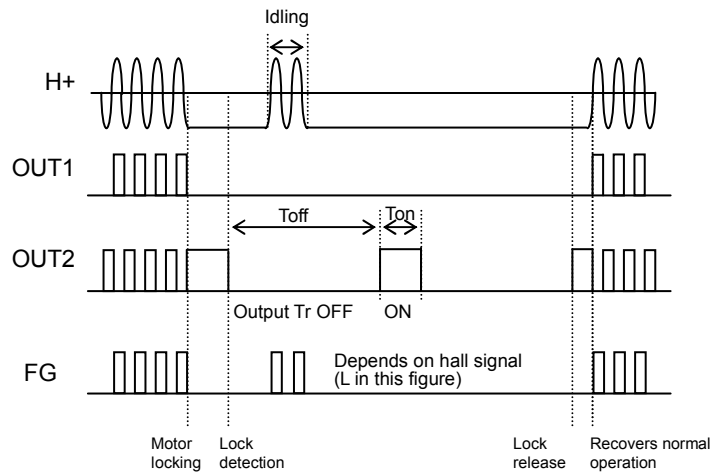 Idling
H+
OUT1
Toff
Ton
OUT2
Output Tr OFF
ON
FG
Depends on hall signal
(L in this figure)
Motor
locking
Lock
detection
Lock
release
Recovers normal
operation